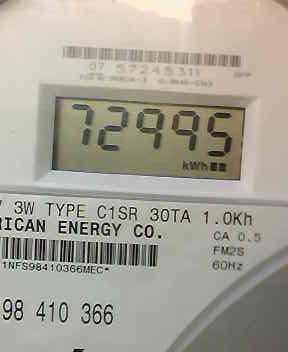 07 57245311
72995
kWh
V 3W TYPE C1SR 30TA 1.0Kh
RICAN ENERGY CO. CA 0.5
FM2S
1NFS98410366MEC* 60Hz
98 410 366